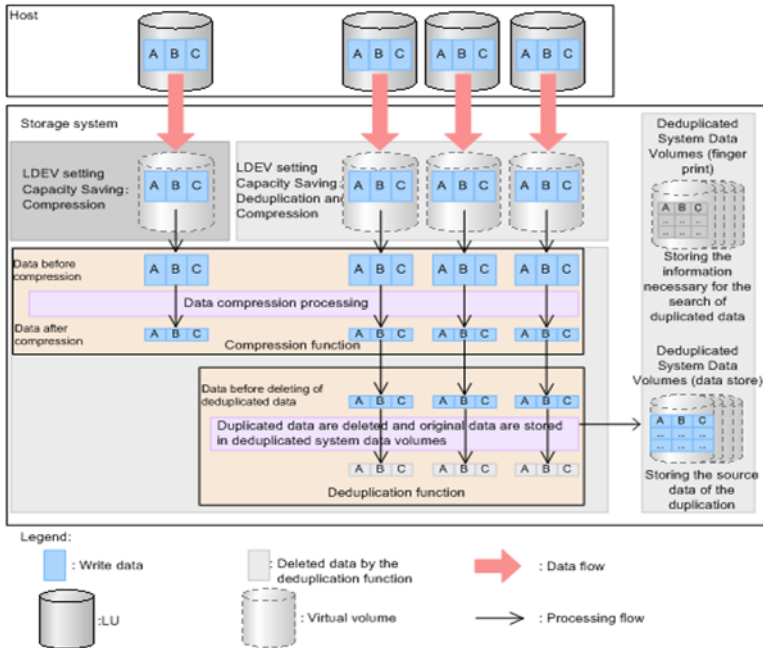 Host
A B C
A B C
A B C
A B C
Storage system
LDEV setting
Capacity Saving:
Compression
A B C
LDEV setting
Capacity Saving:
Deduplication and
Compression
A B C
A B C
A B C
Deduplicated
System Data
Volumes (finger
print)
A B C
.. .. ..
.. .. ..
Storing the
information
necessary for the
search of
duplicated data
Data before
compression
A B C
A B C
A B C
A B C
Data compression processing
Data after
compression
A B C
A B C
A B C
A B C
Compression function
Deduplicated
System Data
Volumes (data store)
A B C
.. .. ..
.. .. ..
Storing the source
data of the
duplication
Data before deleting of
deduplicated data
A B C
A B C
A B C
Duplicated data are deleted and original data are stored
in deduplicated system data volumes
A B C
A B C
A B C
Deduplication function
Legend:
: Write data
: Deleted data by the
deduplication function
: Data flow
:LU
: Virtual volume
: Processing flow